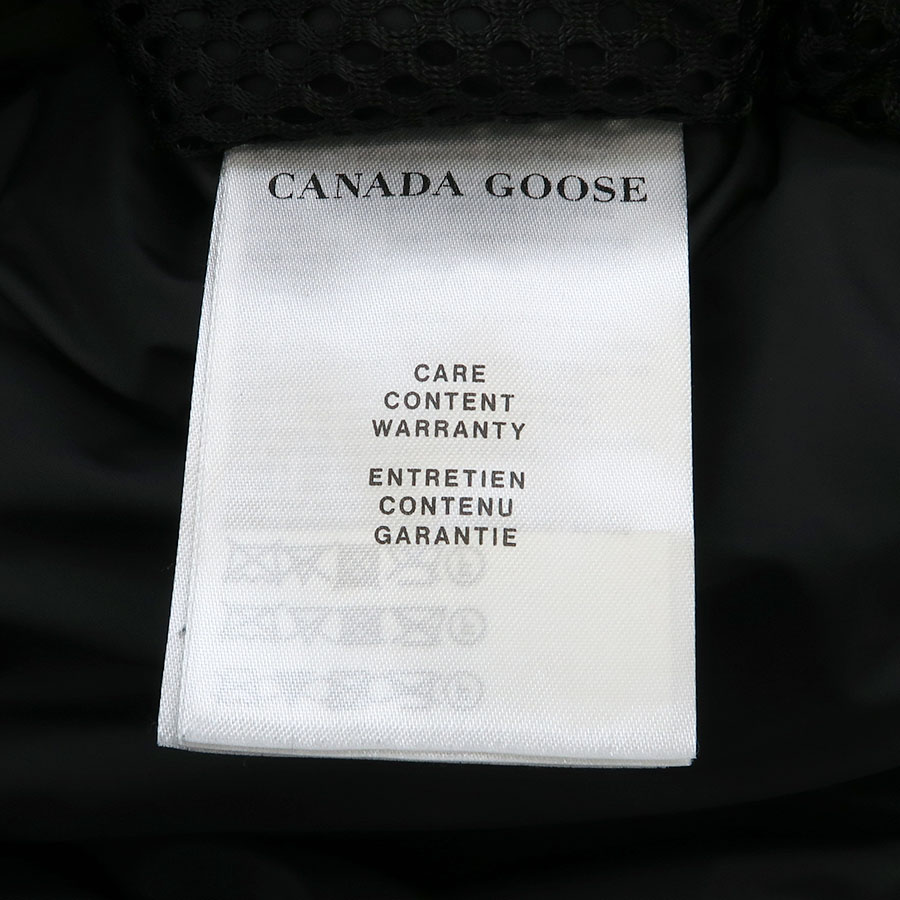 CANADA GOOSE
CARE
CONTENT
WARRANTY
ENTRETIEN
CONTENU
GARANTIE